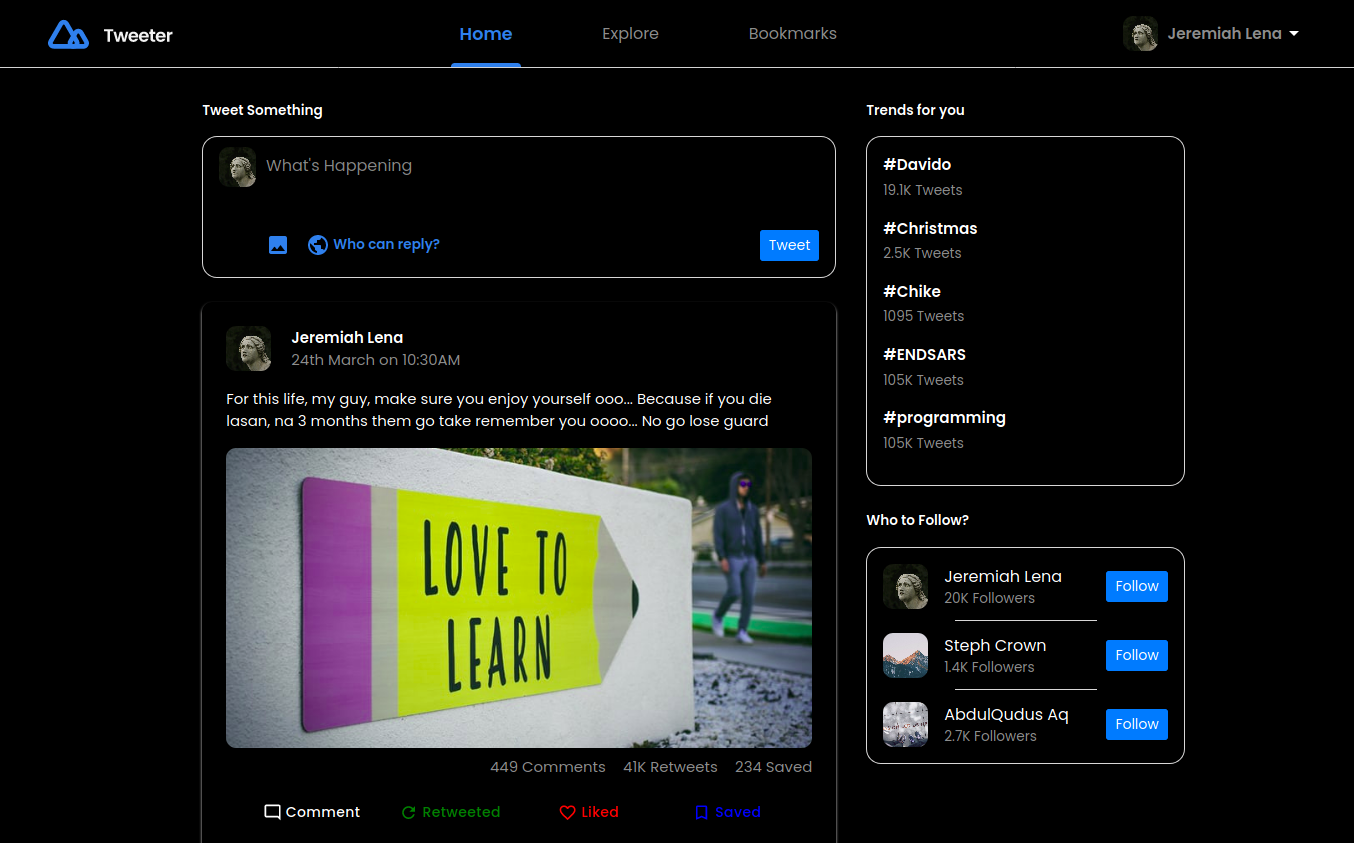 Tweeter
Home
Explore
Bookmarks
Jeremiah Lena
Tweet Something
What's Happening
Who can reply?
Tweet
Jeremiah Lena
24th March on 10:30AM
For this life, my guy, make sure you enjoy yourself ooo... Because if you die
lasan, na 3 months them go take remember you oooo... No go lose guard
LOVE TO
LEARN
449 Comments
41K Retweets
234 Saved
Comment
Retweeted
Liked
Saved
Trends for you
#Davido
19.1K Tweets
#Christmas
2.5K Tweets
#Chike
1095 Tweets
#ENDSARS
105K Tweets
#programming
105K Tweets
Who to Follow?
Jeremiah Lena
20K Followers
Follow
Steph Crown
1.4K Followers
Follow
AbdulQudus Aq
2.7K Followers
Follow